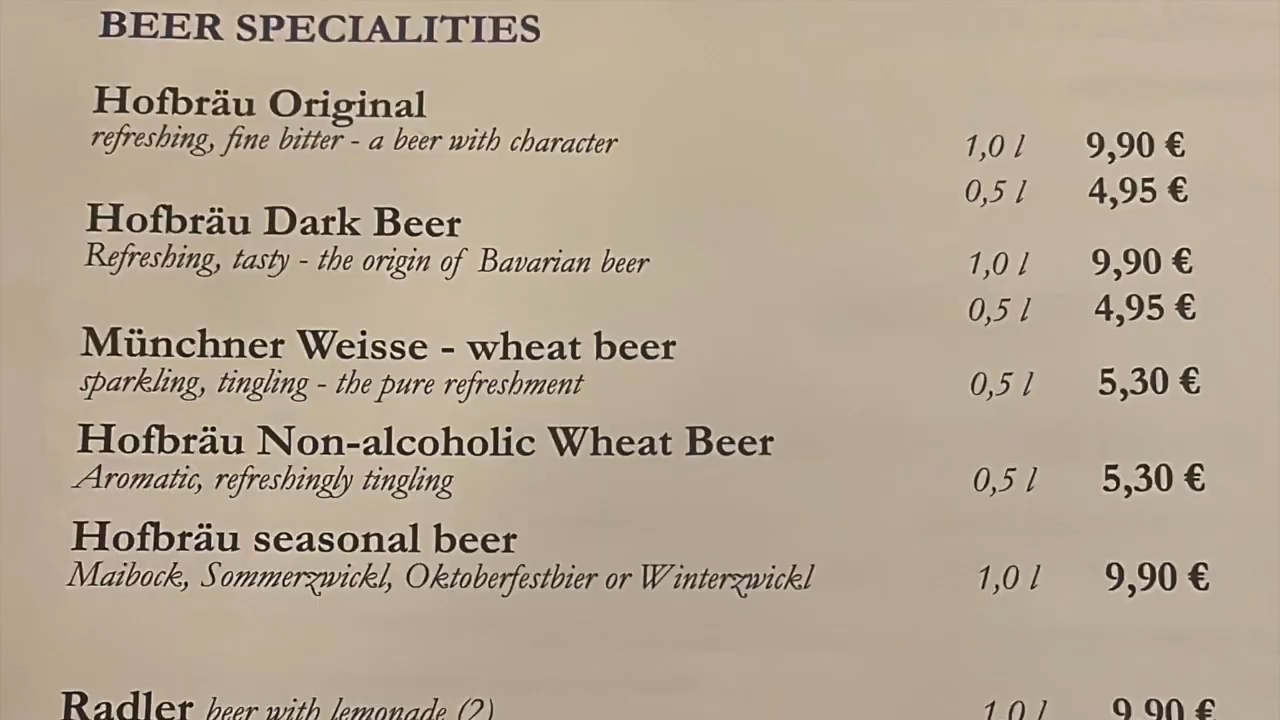 BEER SPECIALITIES
Hofbräu Original
refreshing, fine bitter - a beer with character
1,0 l 9,90 €
0,5 l 4,95 €
Hofbräu Dark Beer
Refreshing, tasty - the origin of Bavarian beer
1,0 l 9,90 €
0,5 l 4,95 €
Münchner Weisse - wheat beer
sparkling, tingling - the pure refreshment 0,5 l 5,30 €
Hofbräu Non-alcoholic Wheat Beer
Aromatic, refreshingly tingling 0,5 l 5,30 €
Hofbräu seasonal beer
Maibock, Sommerzwickl, Oktoberfestbier or Winterzwickl 1,0 l 9,90 €
Radler beer with lemonade (2) 1,0 l 9,90 €